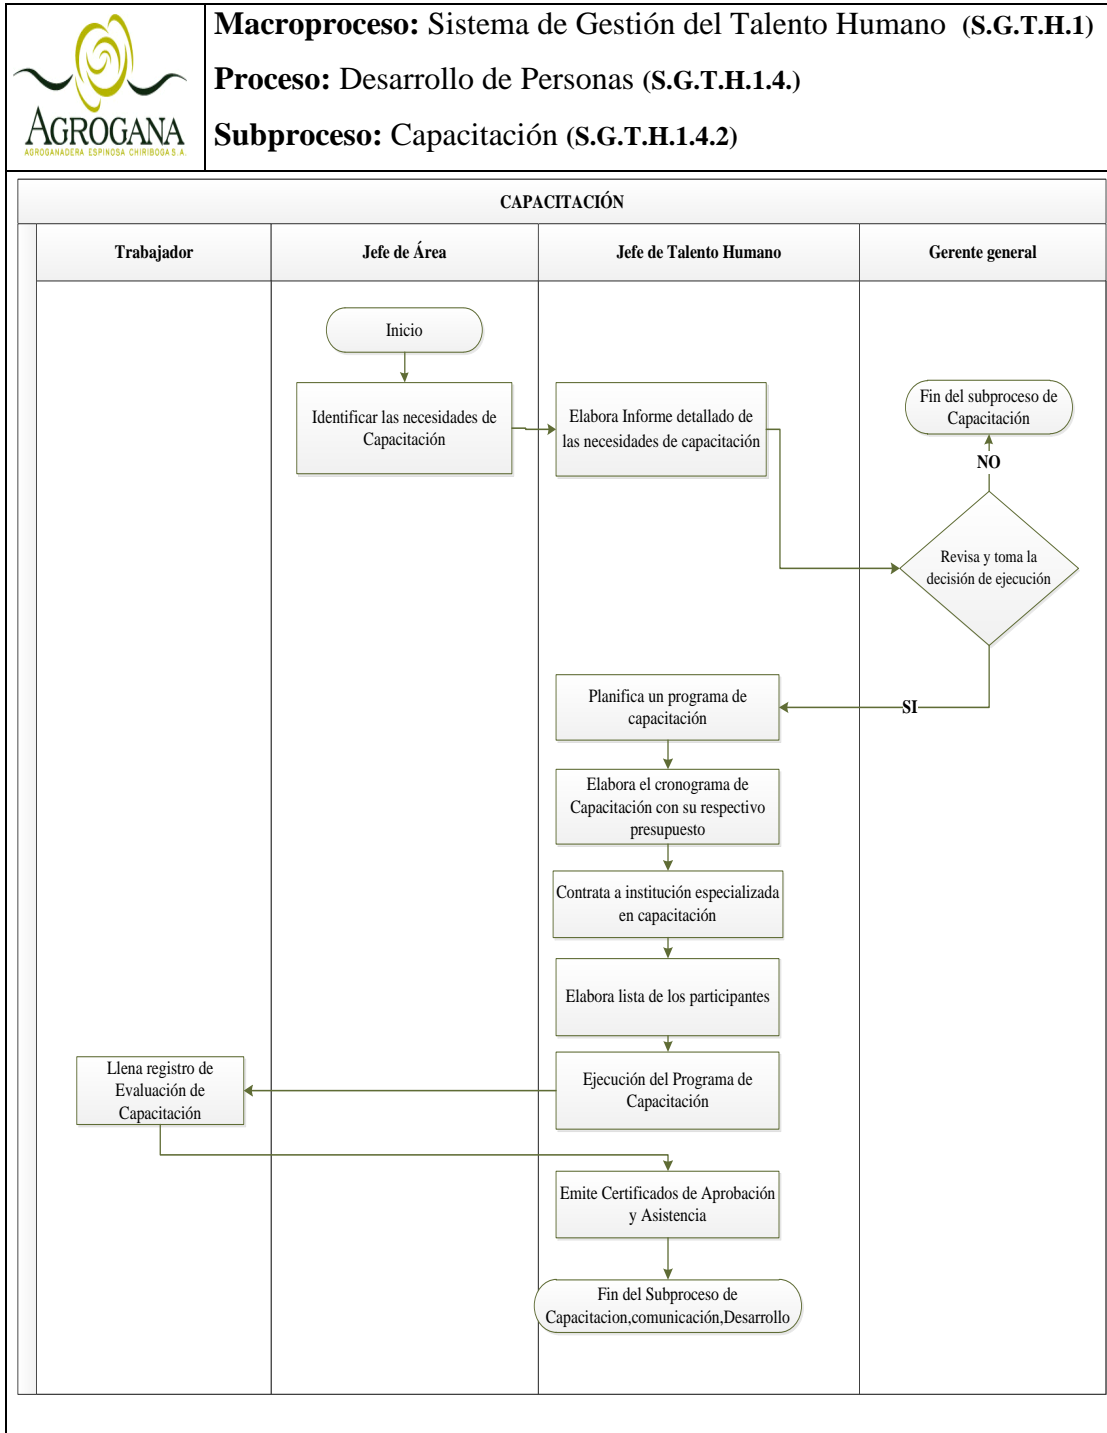 Macroproceso: Sistema de Gestión del Talento Humano (S.G.T.H.1)
Proceso: Desarrollo de Personas (S.G.T.H.1.4.)
Subproceso: Capacitación (S.G.T.H.1.4.2)
AGROGANA
AGROGANADERA ESPINOSA CHIRIBOGA S.A.
CAPACITACIÓN
Trabajador
Jefe de Área
Jefe de Talento Humano
Gerente general
Inicio
Identificar las necesidades de
Capacitación
Elabora Informe detallado de
las necesidades de capacitación
Fin del subproceso de
Capacitación
NO
Revisa y toma la
decisión de ejecución
SI
Planifica un programa de
capacitación
Elabora el cronograma de
Capacitación con su respectivo
presupuesto
Contrata a institución especializada
en capacitación
Elabora lista de los participantes
Ejecución del Programa de
Capacitación
Llena registro de
Evaluación de
Capacitación
Emite Certificados de Aprobación
y Asistencia
Fin del Subproceso de
Capacitacion,comunicación,Desarrollo